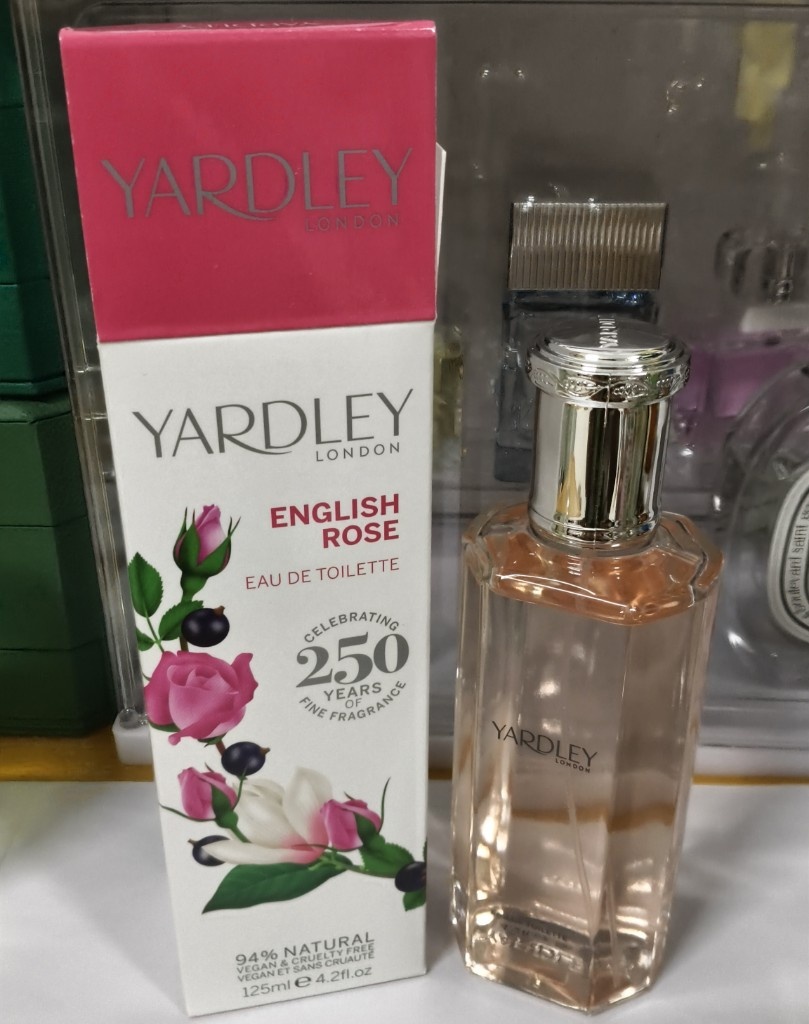 YARDLEY
LONDON
YARDLEY
LONDON
ENGLISH
ROSE
EAU DE TOILETTE
CELEBRATING
250
YEARS
OF
FINE FRAGRANCE
94% NATURAL
VEGAN & CRUELTY FREE
VEGAN ET SANS CRUAUTÉ
125ml e 4.2fl.oz
YARDLEY
LONDON